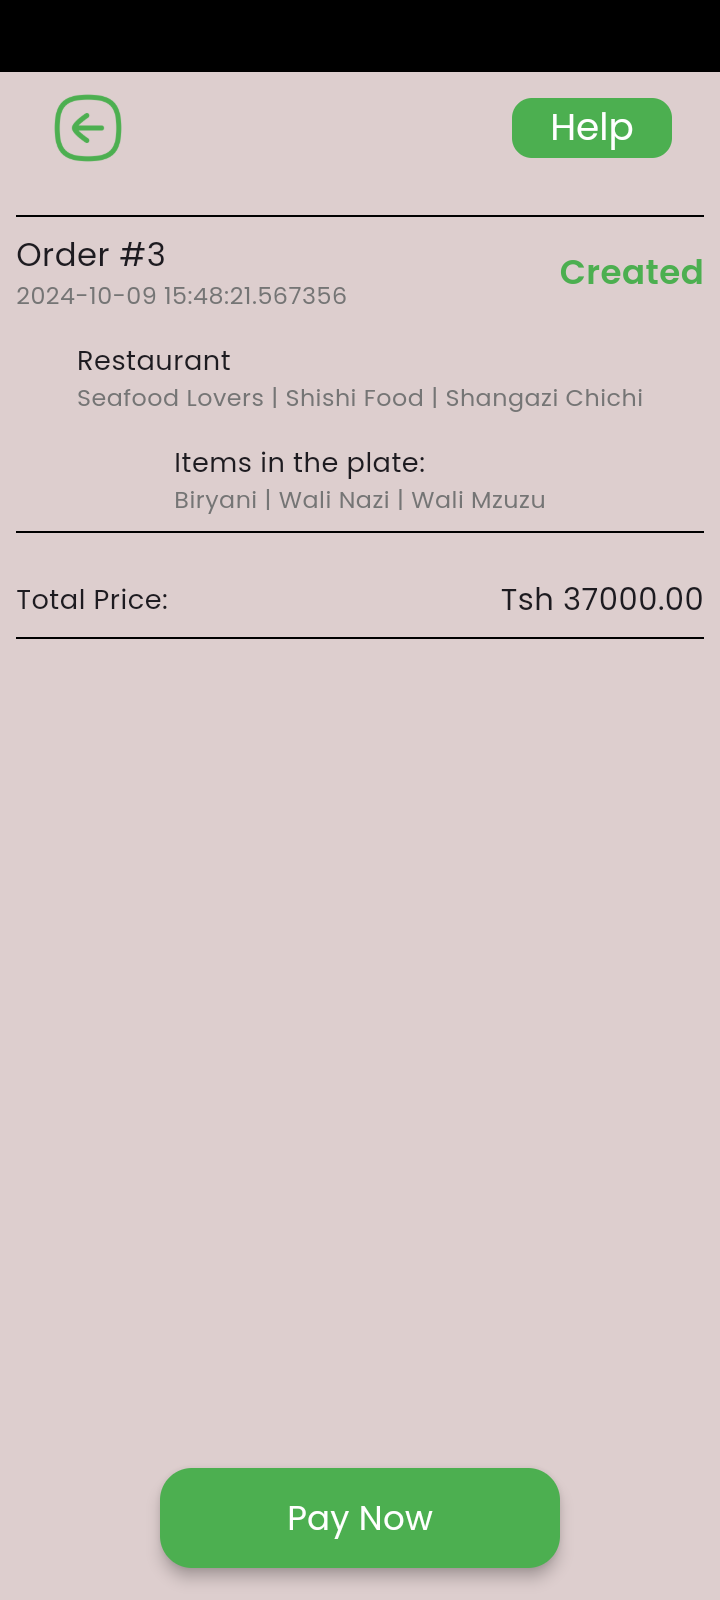 Help
Order #3
Created
2024-10-09 15:48:21.567356
Restaurant
Seafood Lovers | Shishi Food | Shangazi Chichi
Items in the plate:
Biryani | Wali Nazi | Wali Mzuzu
Total Price:
Tsh 37000.00
Pay Now